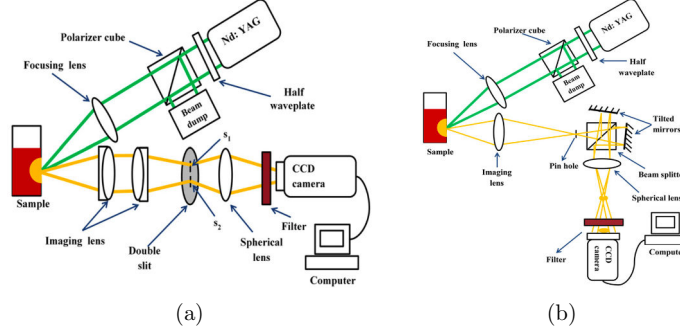 Polarizer cube
Nd: YAG
Focusing lens
Half
waveplate
Beam
dump
S1
CCD
camera
Sample
S2
Imaging lens
Double
slit
Spherical
lens
Filter
Computer
(a)
Polarizer cube
Nd: YAG
Focusing lens
Half
waveplate
Beam
dump
Tilted
mirrors
Sample
Imaging
lens
Pin hole
Beam splitte
Spherical lens
Filter
CCD
camera
Compute
(b)